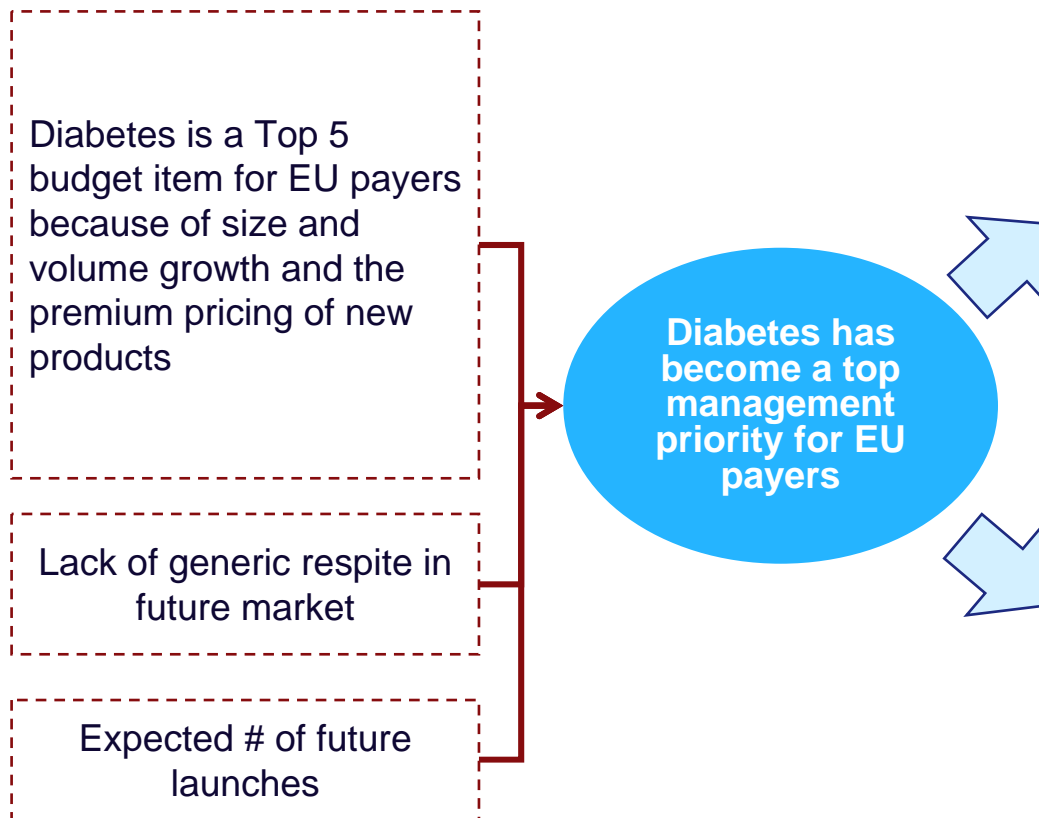 Diabetes is a Top 5
budget item for EU payers
because of size and
volume growth and the
premium pricing of new
products
Lack of generic respite in
future market
Expected # of future
launches
Diabetes has
become a top
management
priority for EU
payers